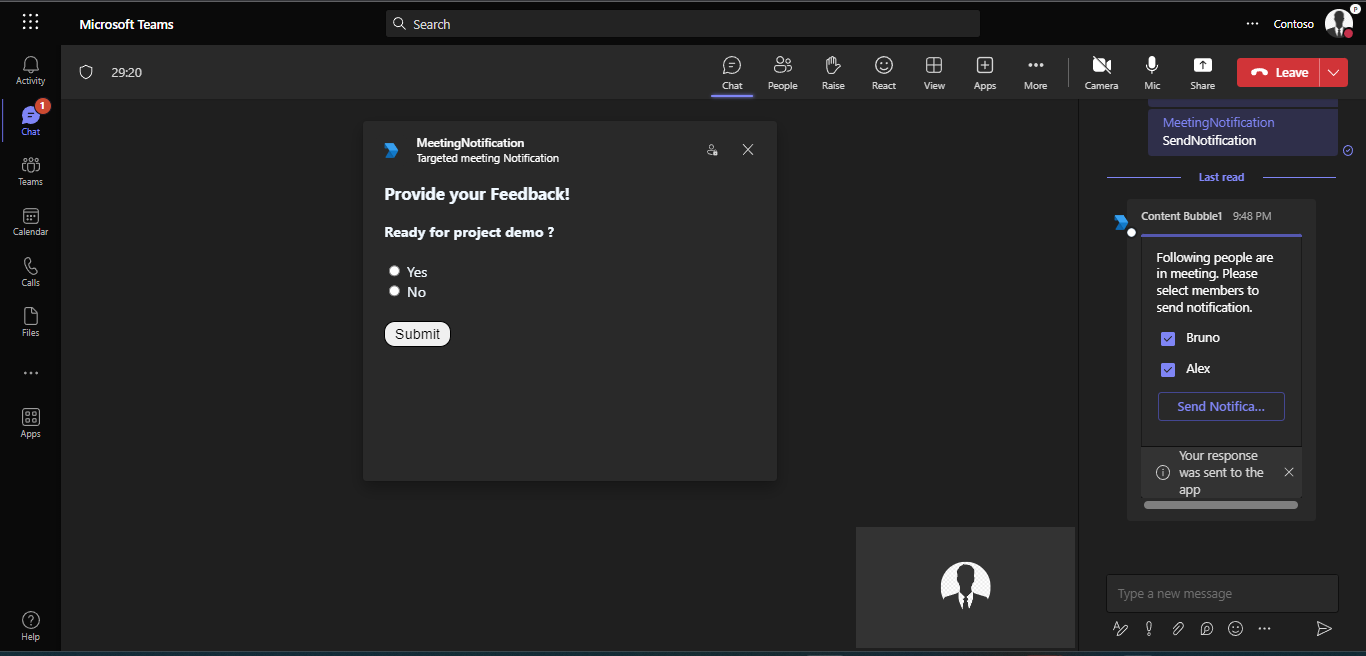 Microsoft Teams
Search
Contoso
P
Activity
1
Chat
Teams
Calendar
Calls
Files
Apps
Help
29:20
Chat
People
Raise
React
View
Apps
More
Camera
Mic
Share
Leave
MeetingNotification
Targeted meeting Notification
Provide your Feedback!
Ready for project demo ?
Yes
No
Submit
MeetingNotification
SendNotification
Last read
Content Bubble1 9:48 PM
Following people are
in meeting. Please
select members to
send notification.
Bruno
Alex
Send Notifica...
Your response
was sent to the
app
Type a new message